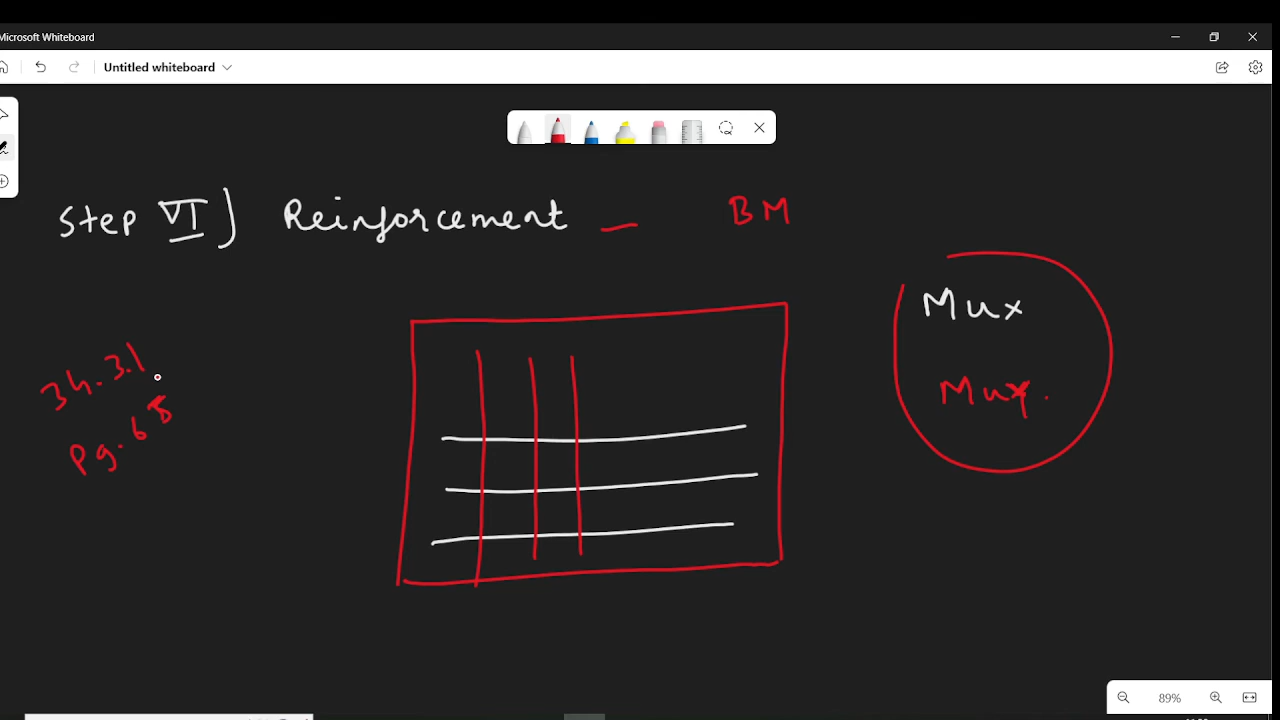 Microsoft Whiteboard
Untitled whiteboard
Step VI) Reinforcement — BM
Mux
Mux.
34.3.1
Pg. 68
89%